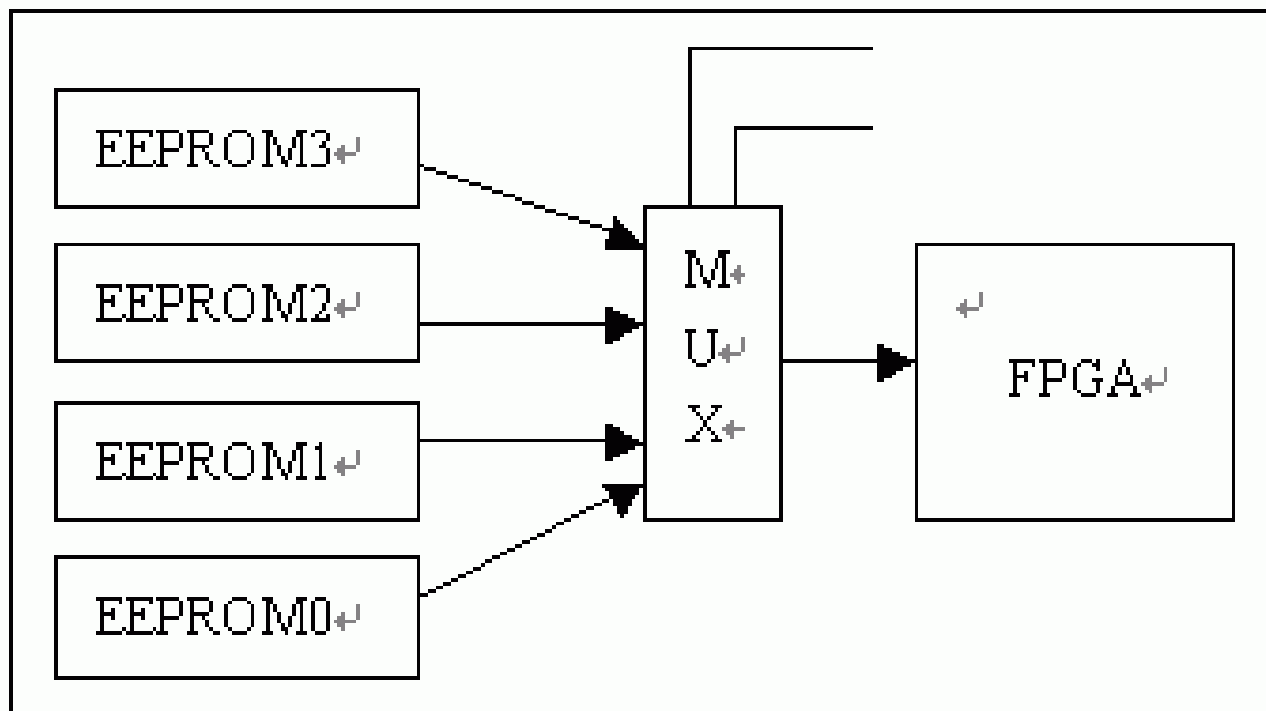 EEPROM3↵
EEPROM2↵
EEPROM1↵
EEPROM0↵
M↵
U↵
X↵
↵
FPGA↵